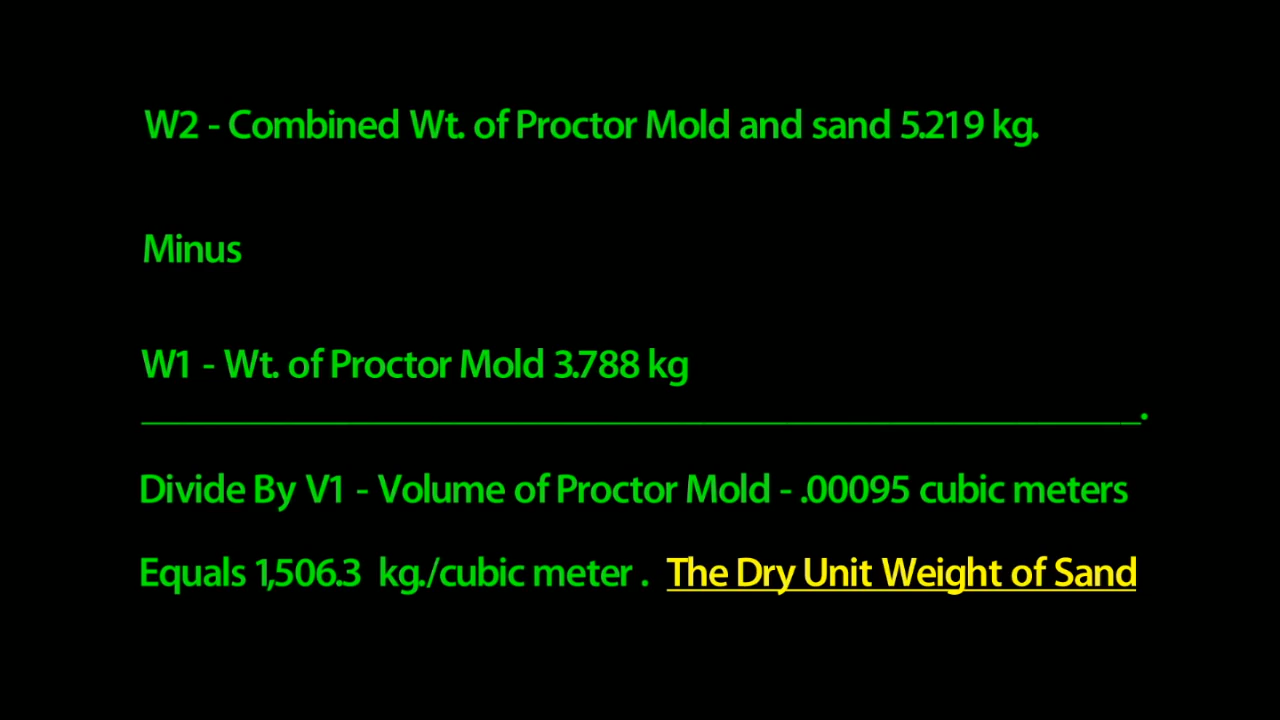 W2 - Combined Wt. of Proctor Mold and sand 5.219 kg.
Minus
W1 - Wt. of Proctor Mold 3.788 kg
______________________________________________.
Divide By V1 - Volume of Proctor Mold - .00095 cubic meters
Equals 1,506.3 kg./cubic meter . The Dry Unit Weight of Sand